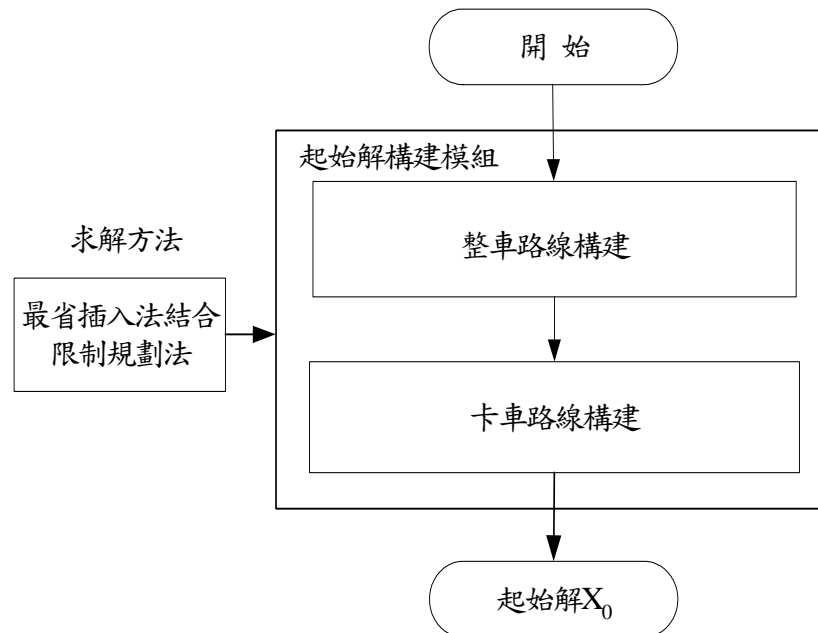 開 始
起始解構建模組
整車路線構建
求解方法
最省插入法結合
限制規劃法
卡車路線構建
起始解X₀